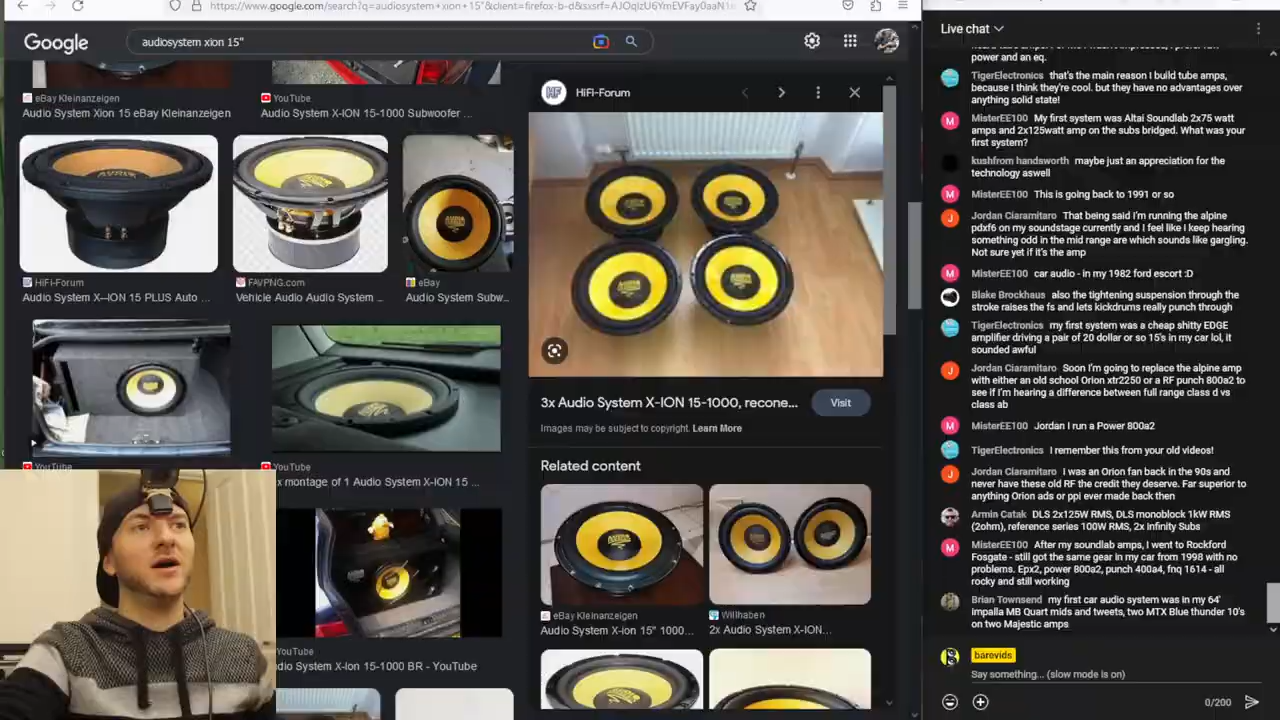 https://www.google.com/search?q=audiosystem+xion+15"&client=firefox-b-d&sxsrf=
Google
audiosystem xion 15"
eBay Kleinanzeigen
Audio System Xion 15 eBay Kleinanzeigen
YouTube
Audio System X-ION 15-1000 Subwoofer ...
HiFi-Forum
Audio System X--ION 15 PLUS Auto ...
FAVPNG.com
Vehicle Audio Audio System ...
eBay
Audio System Subw...
YouTube
YouTube
montage of 1 Audio System X-ION 15 ...
YouTube
dio System X-Ion 15-1000 BR - YouTube
HF
HiFi-Forum
3x Audio System X-ION 15-1000, recone...
Visit
Images may be subject to copyright. Learn More
Related content
eBay Kleinanzeigen
Audio System X-ion 15" 1000...
Willhaben
2x Audio System X-ION...
Live chat
power and an eq.
TigerElectronics that's the main reason I build tube amps,
because I think they're cool. but they have no advantages over
anything solid state!
MisterEE100 My first system was Altai Soundlab 2x75 watt
amps and 2x125watt amp on the subs bridged. What was your
first system?
kushfrom handsworth maybe just an appreciation for the
technology aswell
MisterEE100 This is going back to 1991 or so
Jordan Ciaramitaro That being said i'm running the alpine
pdxf6 on my soundstage currently and I feel like I keep hearing
something odd in the mid range are which sounds like gargling.
Not sure yet if it's the amp
MisterEE100 car audio - in my 1982 ford escort :D
Blake Brockhaus also the tightening suspension through the
stroke raises the fs and lets kickdrums really punch through
TigerElectronics my first system was a cheap shitty EDGE
amplifier driving a pair of 20 dollar or so 15's in my car lol, it
sounded awful
Jordan Ciaramitaro Soon I'm going to replace the alpine amp
with either an old school Orion xtr2250 or a RF punch 800a2 to
see if I'm hearing a difference between full range class d vs
class ab
MisterEE100 Jordan I run a Power 800a2
TigerElectronics I remember this from your old videos!
Jordan Ciaramitaro I was an Orion fan back in the 90s and
never have these old RF the credit they deserve. Far superior to
anything Orion ads or ppi ever made back then
Armin Catak DLS 2x125W RMS, DLS monoblock 1kW RMS
(2ohm), reference series 100W RMS, 2x Infinity Subs
MisterEE100 After my soundlab amps, I went to Rockford
Fosgate - still got the same gear in my car from 1998 with no
problems. Epx2, power 800a2, punch 400a4, fnq 1614 - all
rocky and still working
Brian Townsend my first car audio system was in my 64'
Impalla MB Quart mids and tweets, two MTX Blue thunder 10's
on two Majestic amps
barevids
Say something... (slow mode is on)
0/200